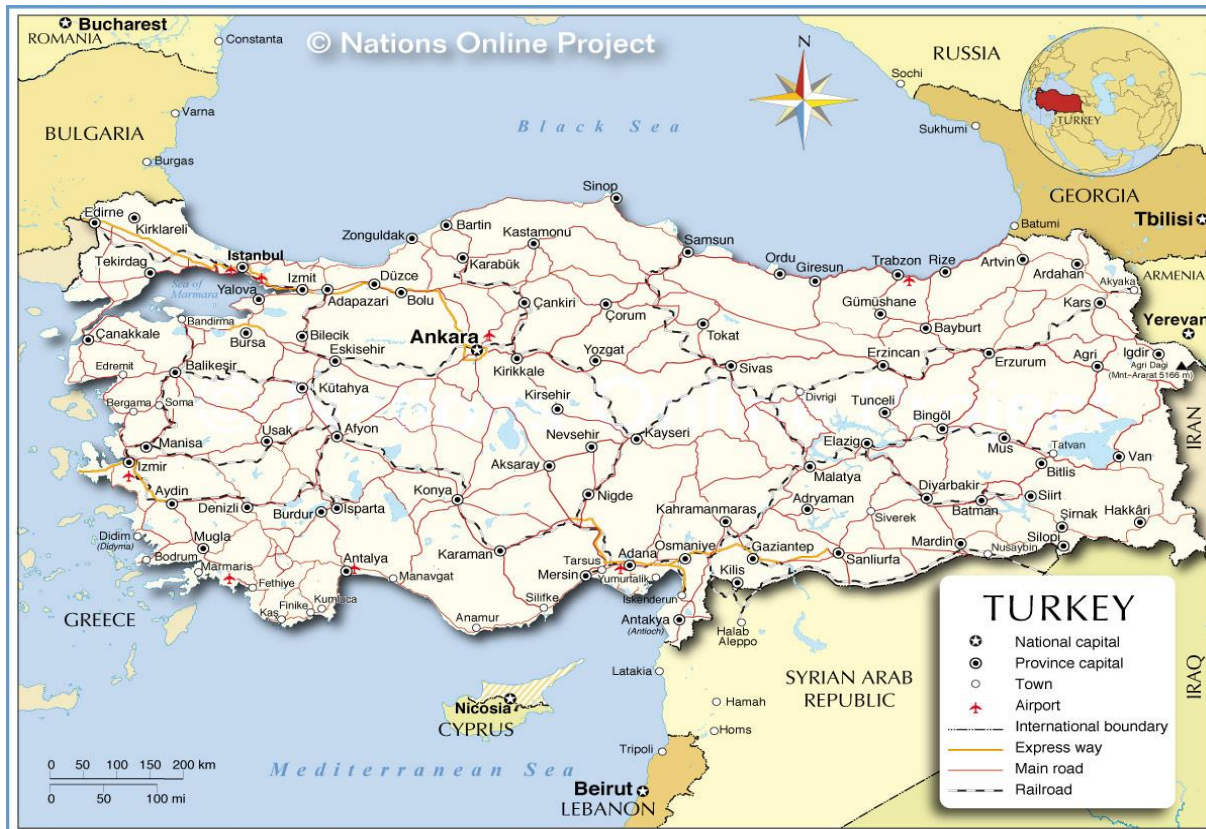 Bucharest
ROMANIA
Constanta
© Nations Online Project
N
RUSSIA
Sochi
TURKEY
Varna
BULGARIA
Black Sea
Sukhumi
Burgas
GEORGIA
Tbilisi
Batumi
Sinop
Edirne
Kirklareli
Bartin
Zonguldak
Kastamonu
Samsun
Karabük
Istanbul
Tekirdag
Izmit
Düzce
Ordu
Giresun
Trabzon
Rize
Artvin
Ardahan
ARMENIA
Akyaka
Sea of
Marmara
Yalova
Adapazari
Bolu
Çankiri
Çorum
Gümüshane
Kars
Yerevan
Bandirma
Çanakkale
Bursa
Bilecik
Ankara
Tokat
Bayburt
Eskisehir
Kirikkale
Yozgat
Sivas
Erzincan
Erzurum
Agri
Igdir
Agri Dagi
(Mnt-Ararat 5166 m)
Edremit
Balikeşir
Kütahya
Kirsehir
Divrigi
Tunceli
Bingöl
IRAN
Bergama
Soma
Manisa
Usak
Afyon
Nevsehir
Kayseri
Elazig
Mus
Tatvan
Van
Bitlis
Izmir
Aksaray
Malatya
Aydin
Denizli
Burdur
Isparta
Konya
Nigde
Adryaman
Diyarbakir
Batman
Siirt
Kahramanmaras
Siverek
Şirnak
Hakkâri
Didim
(Didyma)
Mugla
Karaman
Mardin
Nusaybin
Silopi
Bodrum
Marmaris
Fethiye
Antalya
Manavgat
Tarsus
Adana
Osmaniye
Gaziantep
Sanliurfa
Mersin
Yumurtalik
Kilis
Iskenderun
GREECE
Kaş
Finike
Kumluca
Anamur
Silifke
Antakya
(Antioch)
Halab
Aleppo
Latakia
SYRIAN ARAB
REPUBLIC
IRAQ
Nicosia
CYPRUS
Hamah
Homs
Tripoli
Mediterranean Sea
Beirut
LEBANON
0 50 100 150 200 km
0 50 100 mi
TURKEY
National capital
Province capital
Town
Airport
International boundary
Express way
Main road
Railroad